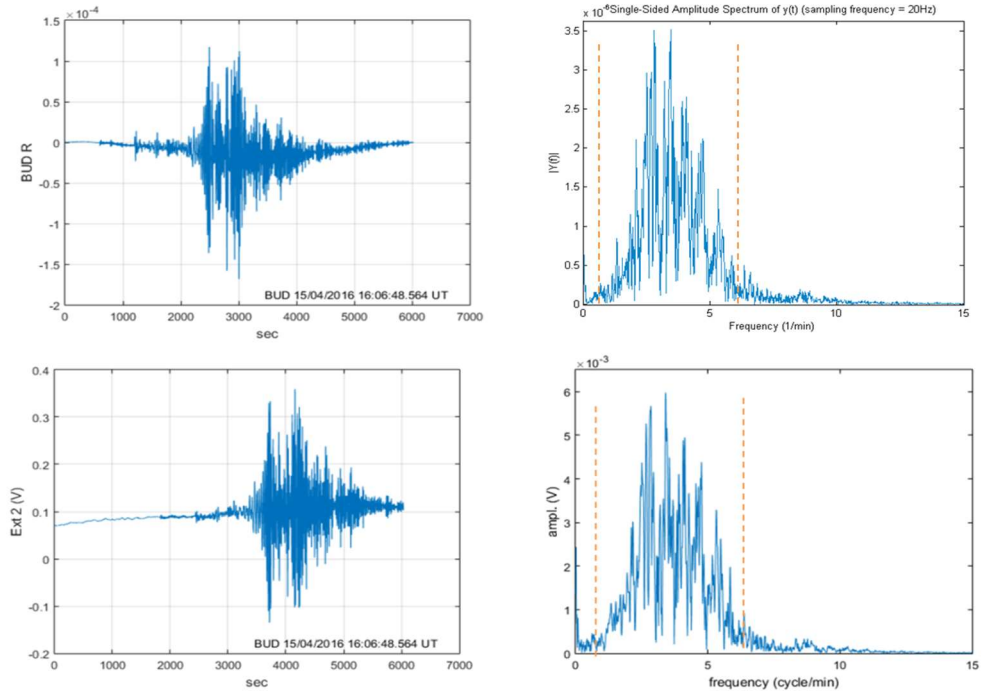 ×10⁻⁴
1.5
1
0.5
0
-0.5
-1
-1.5
-2
BUD R
BUD 15/04/2016 16:06:48.564 UT
0 1000 2000 3000 4000 5000 6000 7000
sec
×10⁻⁶Single-Sided Amplitude Spectrum of y(t) (sampling frequency = 20Hz)
3.5
3
2.5
2
1.5
1
0.5
0
|Y(f)|
0 5 10 15
Frequency (1/min)
0.4
0.3
0.2
0.1
0
-0.1
-0.2
Ext 2 (V)
BUD 15/04/2016 16:06:48.564 UT
0 1000 2000 3000 4000 5000 6000 7000
sec
×10⁻³
6
5
4
3
2
1
0
ampl. (V)
0 5 10 15
frequency (cycle/min)